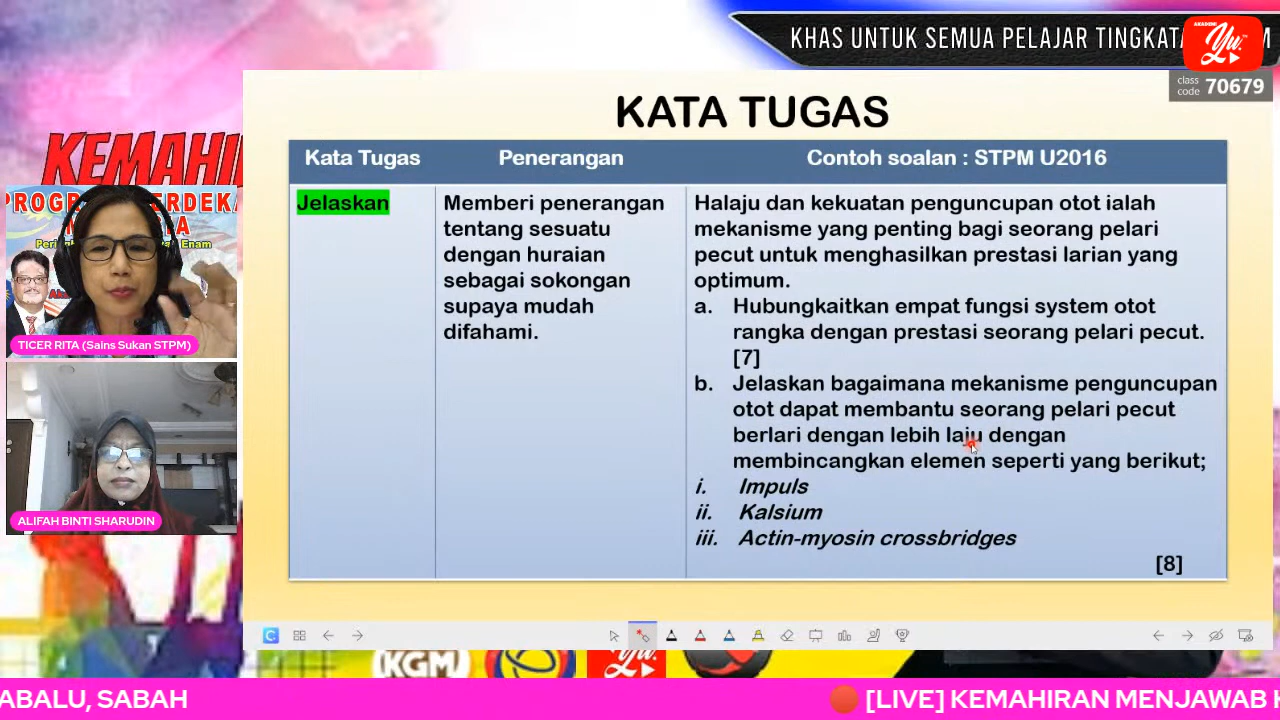 KHAS UNTUK SEMUA PELAJAR TINGKAT
AKADEMI
Yu.
class
code 70679
KEMAHI
KATA TUGAS
Kata Tugas
Penerangan
Contoh soalan : STPM U2016
Jelaskan
Memberi penerangan
tentang sesuatu
dengan huraian
sebagai sokongan
supaya mudah
difahami.
Halaju dan kekuatan penguncupan otot ialah
mekanisme yang penting bagi seorang pelari
pecut untuk menghasilkan prestasi larian yang
optimum.
a. Hubungkaitkan empat fungsi system otot
rangka dengan prestasi seorang pelari pecut.
[7]
b. Jelaskan bagaimana mekanisme penguncupan
otot dapat membantu seorang pelari pecut
berlari dengan lebih laju dengan
membincangkan elemen seperti yang berikut;
i. Impuls
ii. Kalsium
iii. Actin-myosin crossbridges
[8]
TICER RITA (Sains Sukan STPM)
ALIFAH BINTI SHARUDIN
KGM
ABALU, SABAH
[LIVE] KEMAHIRAN MENJAWAB